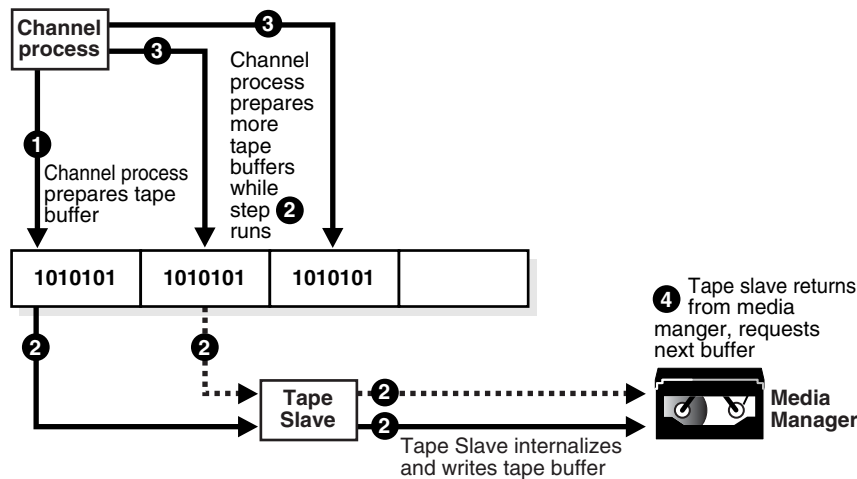 Channel
process
3
3
Channel
process
prepares
more
tape
buffers
while
step 2
runs
1
Channel process
prepares tape
buffer
1010101
1010101
1010101
2
2
4 Tape slave returns
from media
manger, requests
next buffer
Tape
Slave
2
2
Media
Manager
Tape Slave internalizes
and writes tape buffer